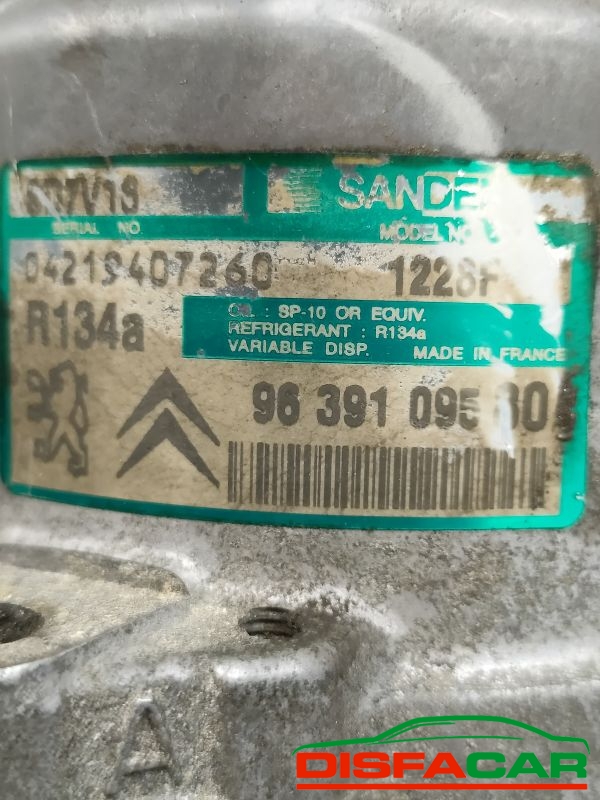 SD7V16 SANDE
SERIAL NO. MODEL NO.
04219407260 1228F
R134a
OIL : SP-10 OR EQUIV.
REFRIGERANT : R134a
VARIABLE DISP. MADE IN FRANCE
96 391 095 80
A
DISFACAR